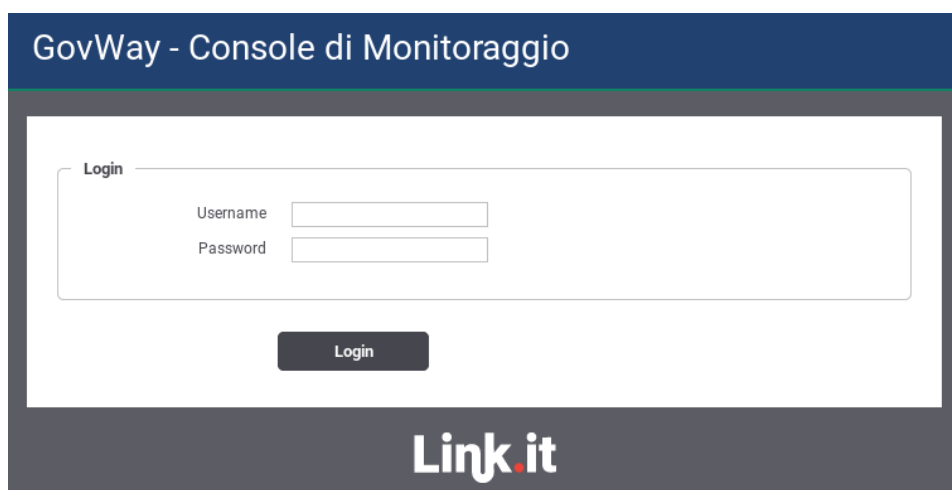 GovWay - Console di Monitoraggio
Login
Username
Password
Login
Link.it